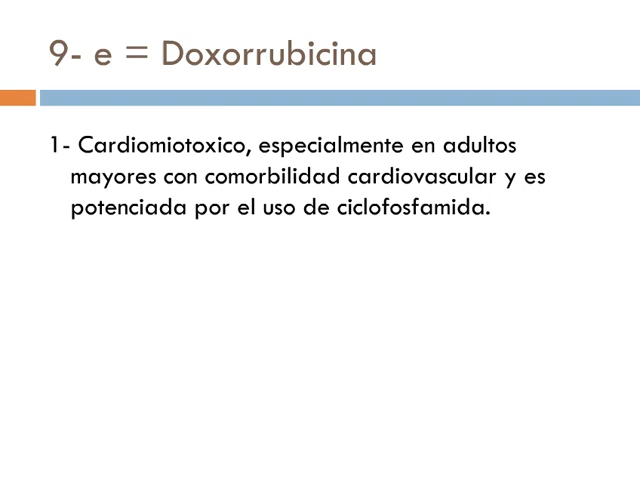 9- e = Doxorrubicina
1- Cardiomiotoxico, especialmente en adultos
mayores con comorbilidad cardiovascular y es
potenciada por el uso de ciclofosfamida.